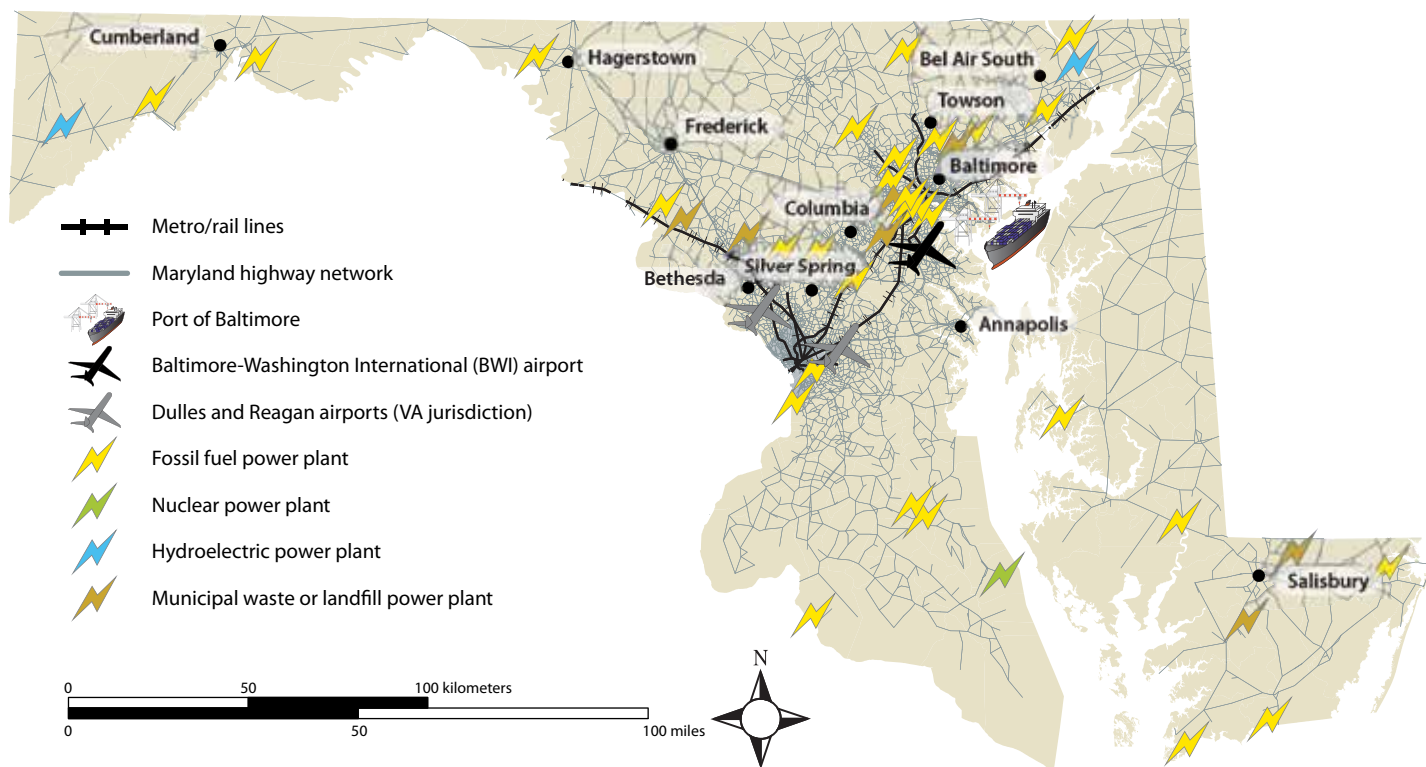 Cumberland
Hagerstown
Bel Air South
Towson
Frederick
Baltimore
Columbia
Silver Spring
Bethesda
Annapolis
Salisbury
Metro/rail lines
Maryland highway network
Port of Baltimore
Baltimore-Washington International (BWI) airport
Dulles and Reagan airports (VA jurisdiction)
Fossil fuel power plant
Nuclear power plant
Hydroelectric power plant
Municipal waste or landfill power plant
0 50 100 kilometers
0 50 100 miles
N